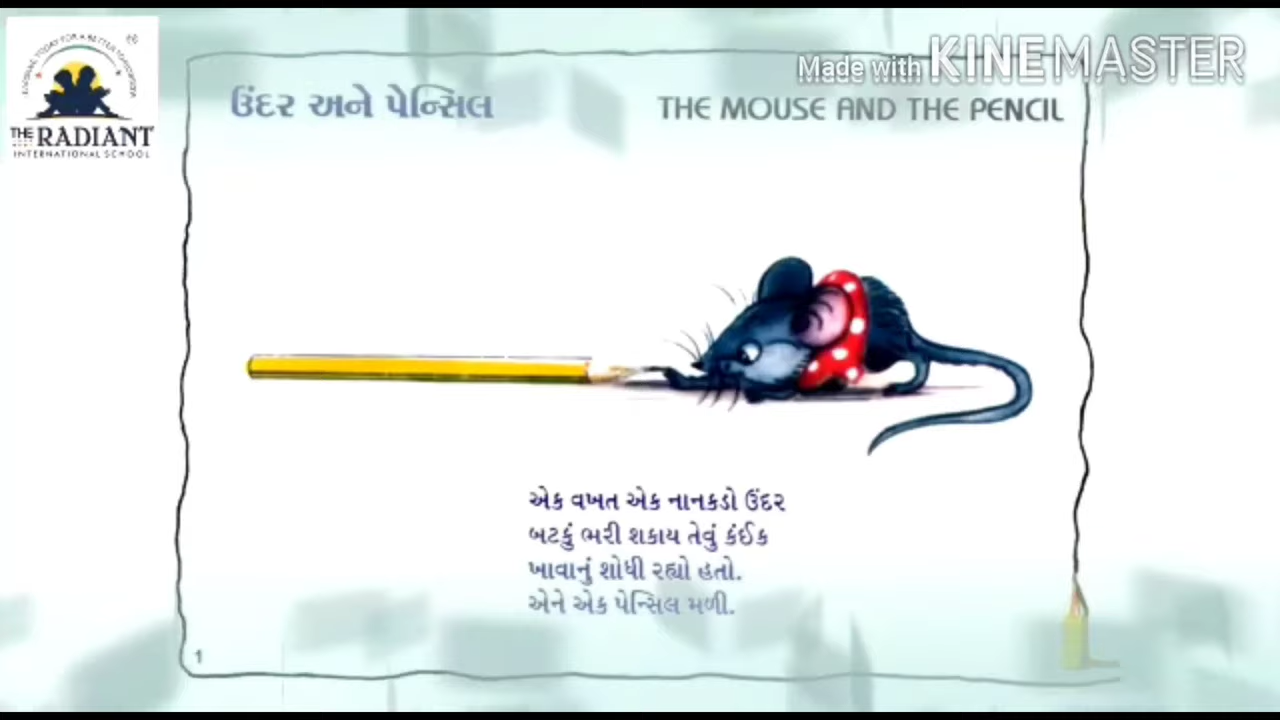 Made with KINEMASTER
THE RADIANT
INTERNATIONAL SCHOOL
ઉંદર અને પેન્સિલ
THE MOUSE AND THE PENCIL
એક વખત એક નાનકડો ઉંદર
બટકું ભરી શકાય તેવું કંઈક
ખાવાનું શોધી રહ્યો હતો.
એને એક પેન્સિલ મળી.
1